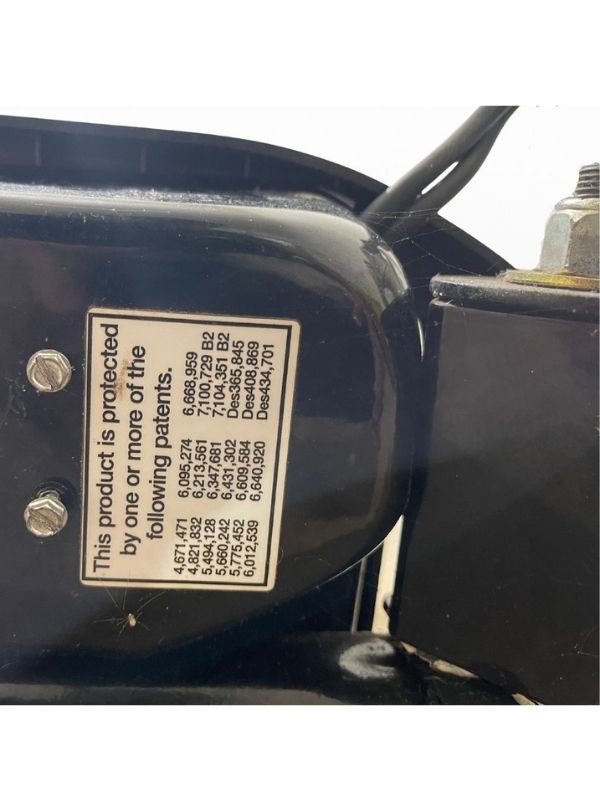 This product is protected
by one or more of the
following patents.
4,671,471 6,095,274 6,668,959
4,821,832 6,213,561 7,100,729 B2
5,494,128 6,347,681 7,104,351 B2
5,660,242 6,431,302 Des365,845
5,775,452 6,609,584 Des408,869
6,012,539 6,640,920 Des434,701